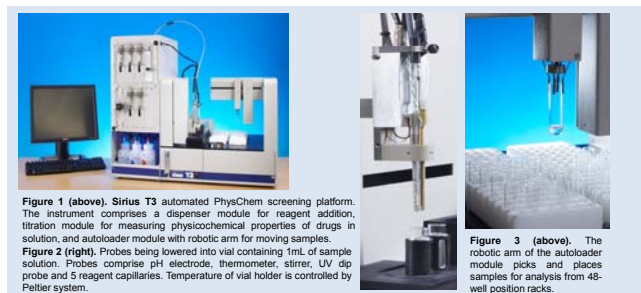 Sirius T3
Figure 1 (above). Sirius T3 automated PhysChem screening platform.
The instrument comprises a dispenser module for reagent addition,
titration module for measuring physicochemical properties of drugs in
solution, and autoloader module with robotic arm for moving samples.
Figure 2 (right). Probes being lowered into vial containing 1mL of sample
solution. Probes comprise pH electrode, thermometer, stirrer, UV dip
probe and 5 reagent capillaries. Temperature of vial holder is controlled by
Peltier system.
Figure 3 (above). The
robotic arm of the autoloader
module picks and places
samples for analysis from 48-
well position racks.